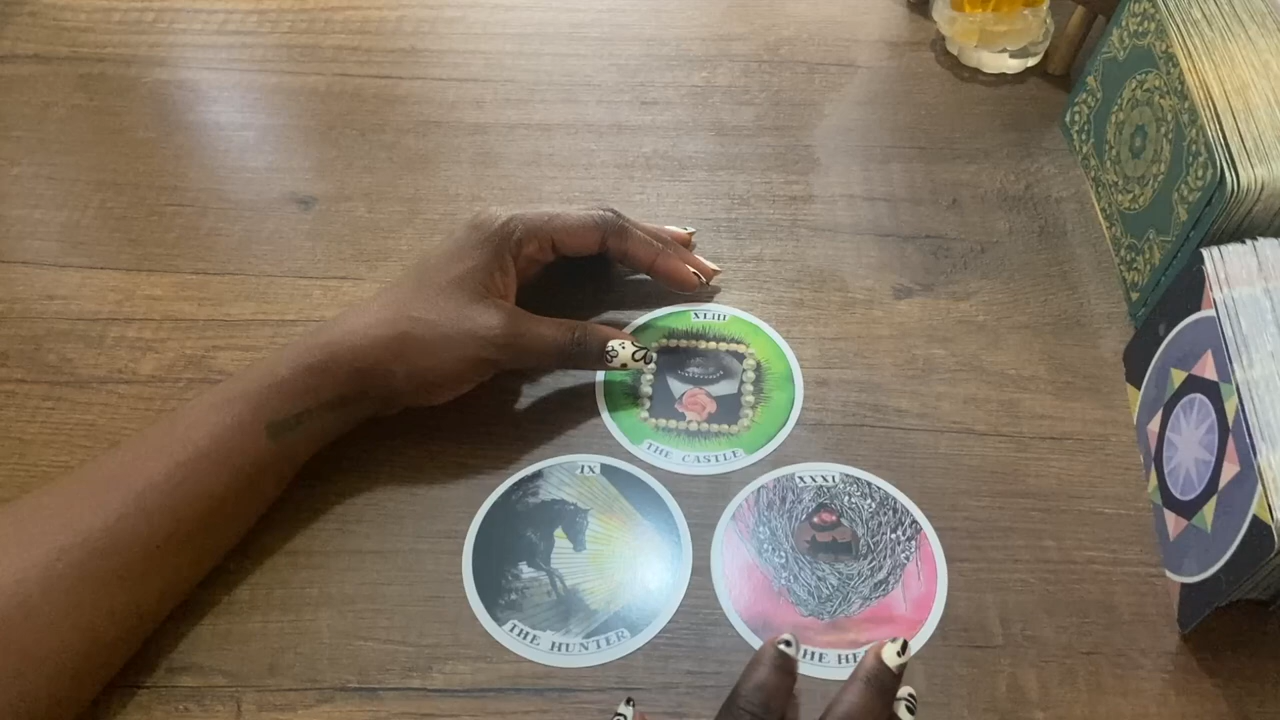 XLIII
THE CASTLE
IX
THE HUNTER
XXXI